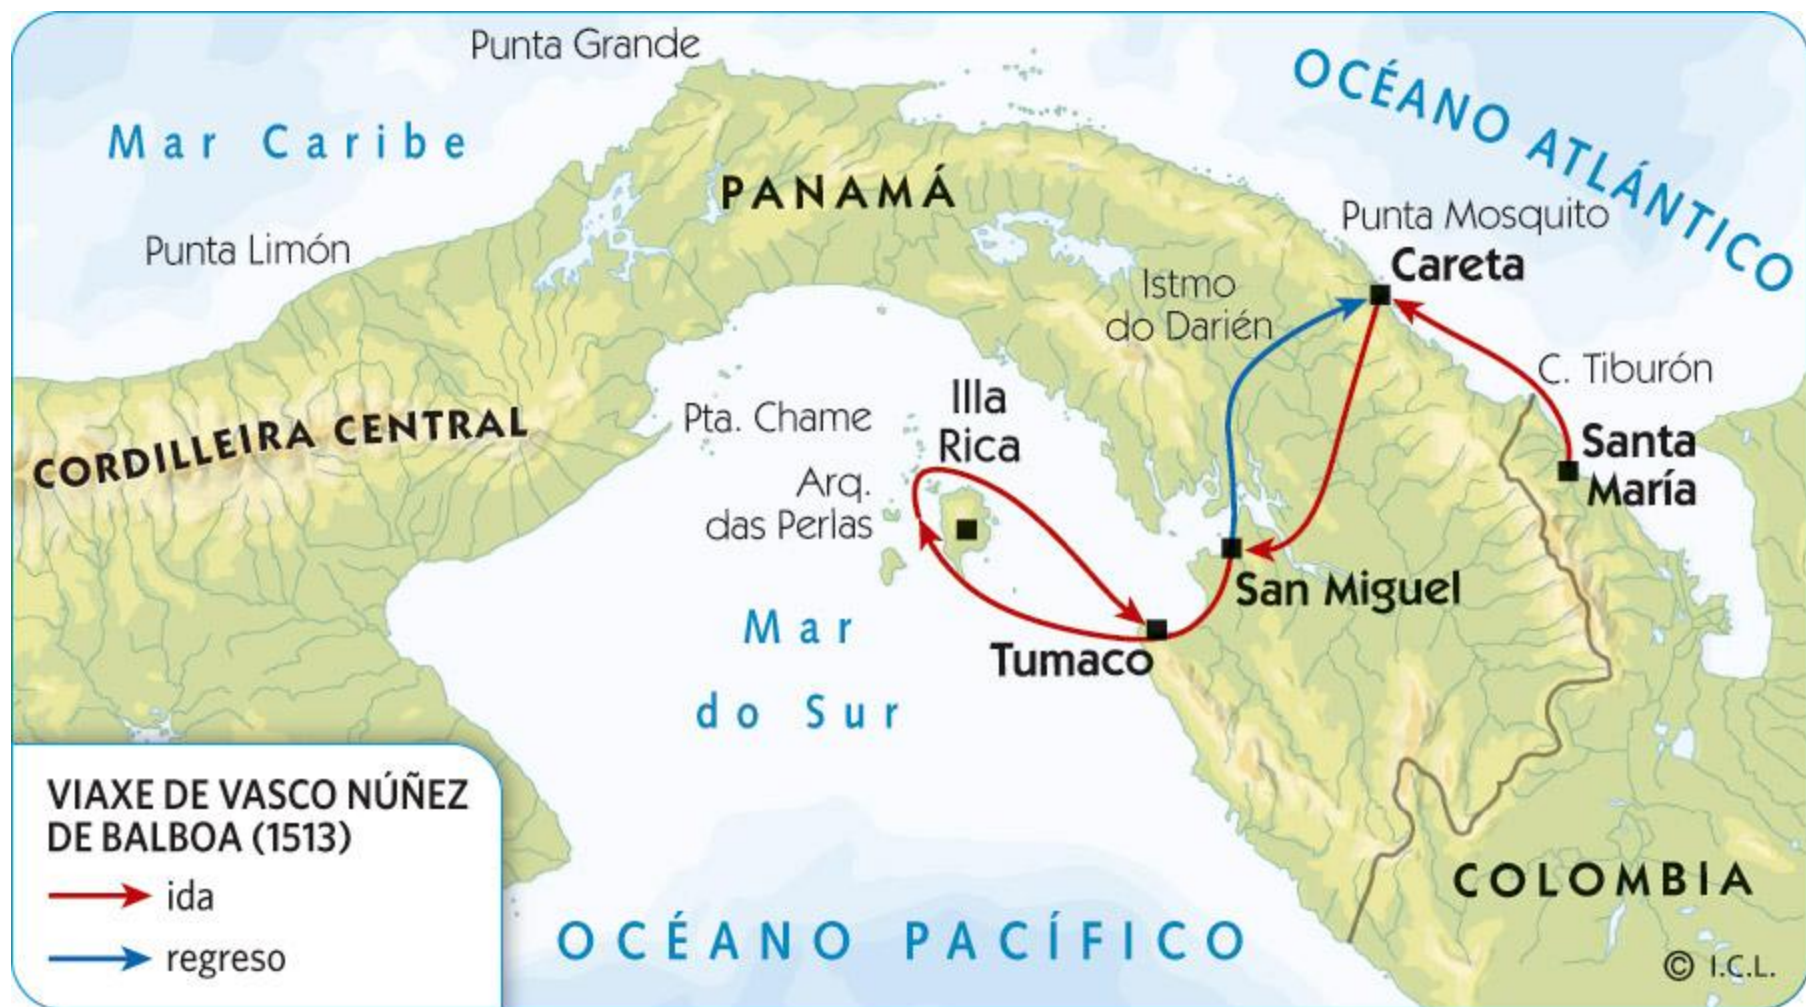 Punta Grande
OCÉANO ATLÁNTICO
Mar Caribe
PANAMÁ
Punta Mosquito
Punta Limón
Careta
Istmo
do Darién
C. Tiburón
Illa
Rica
Pta. Chame
CORDILLEIRA CENTRAL
Santa
María
Arq.
das Perlas
San Miguel
Mar
do Sur
Tumaco
VIAXE DE VASCO NÚÑEZ
DE BALBOA (1513)
ida
regreso
COLOMBIA
OCÉANO PACÍFICO
© I.C.L.